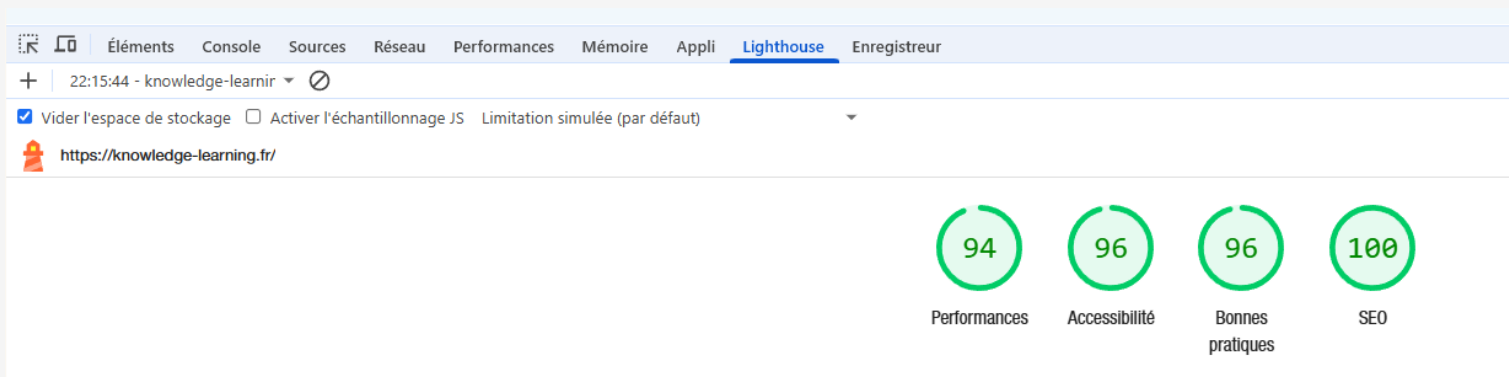 Éléments Console Sources Réseau Performances Mémoire Appli Lighthouse Enregistreur
22:15:44 - knowledge-learnir
Vider l'espace de stockage Activer l'échantillonnage JS Limitation simulée (par défaut)
https://knowledge-learning.fr/
94 96 96 100
Performances Accessibilité Bonnes SEO
pratiques